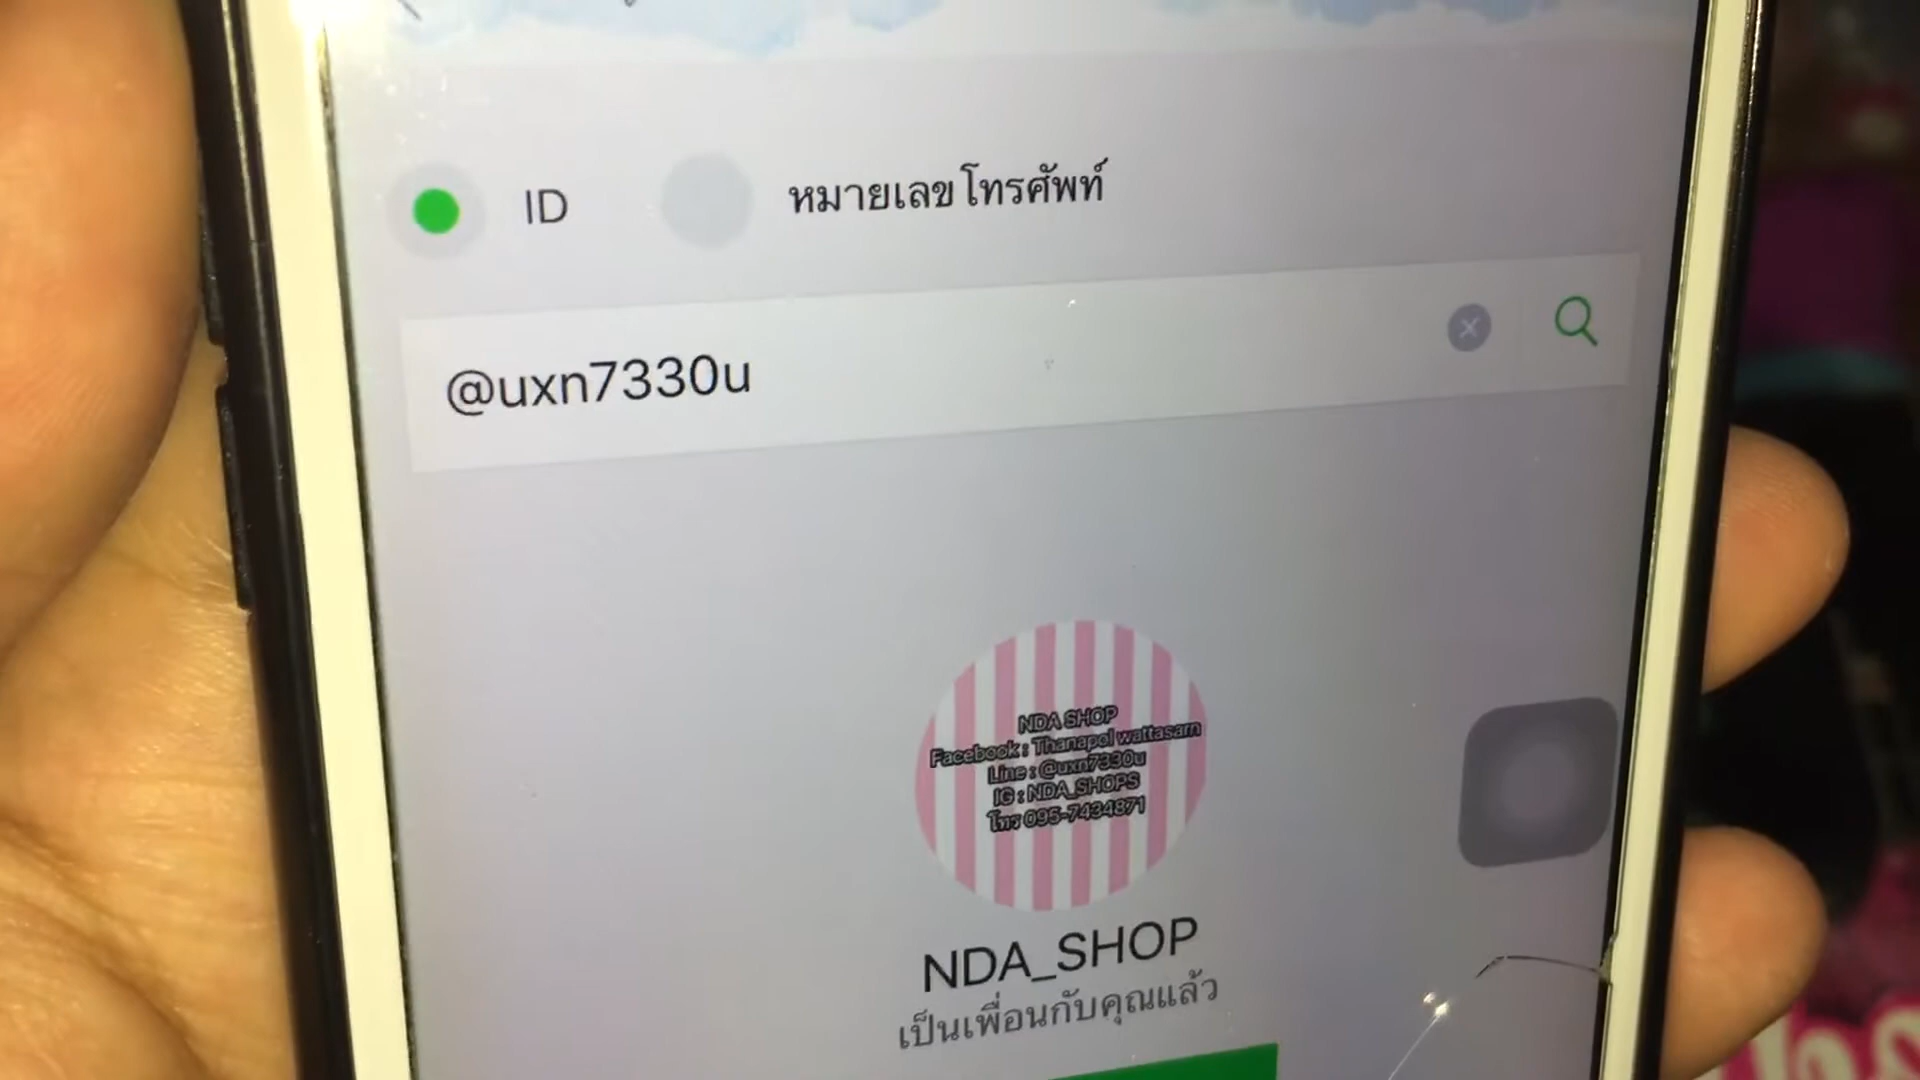 ID
หมายเลขโทรศัพท์
@uxn7330u
NDA SHOP
Facebook : Thanapol wattasarn
Line : @uxn7330u
IG : NDA_SHOPS
โทร 095-7434871
NDA_SHOP
เป็นเพื่อนกับคุณแล้ว